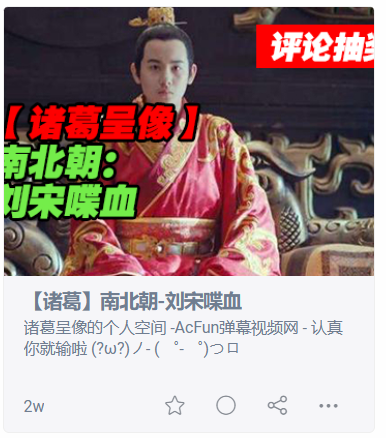 评论抽奖
【诸葛呈像】
南北朝：
刘宋喋血
【诸葛】南北朝-刘宋喋血
诸葛呈像的个人空间 -AcFun弹幕视频网 - 认真
你就输啦 (?ω?)ノ- ( ゜- ゜)つロ
2w